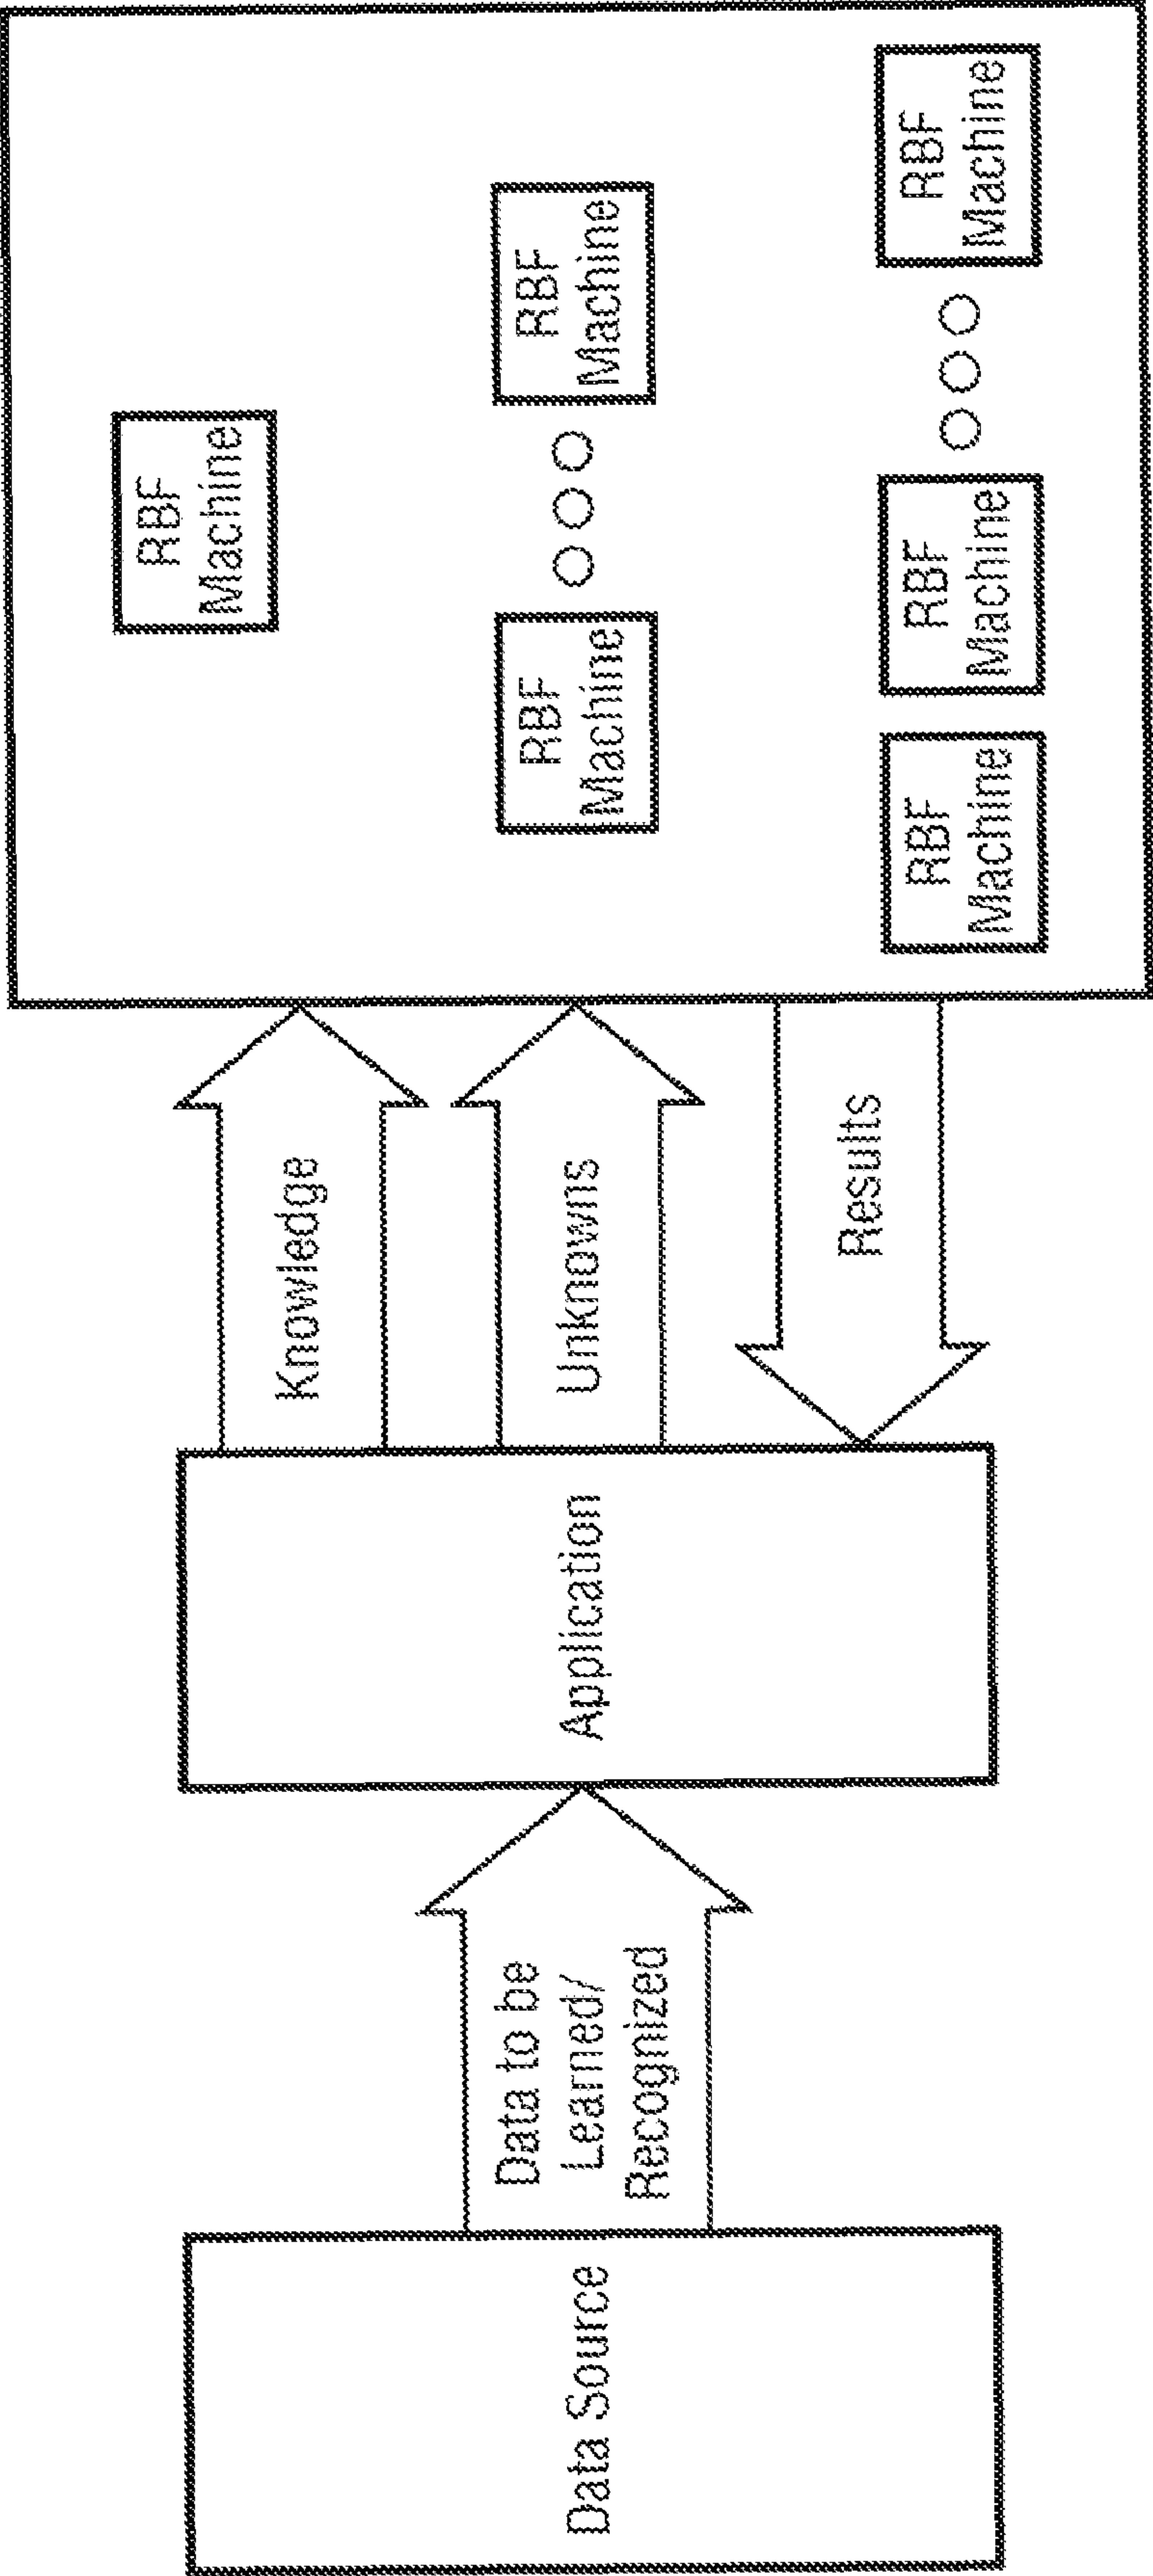 Data Source
Data to be
Learned/
Recognized
Application
Knowledge
Unknowns
Results
RBF
Machine
RBF
Machine
RBF
Machine
RBF
Machine
RBF
Machine
RBF
Machine